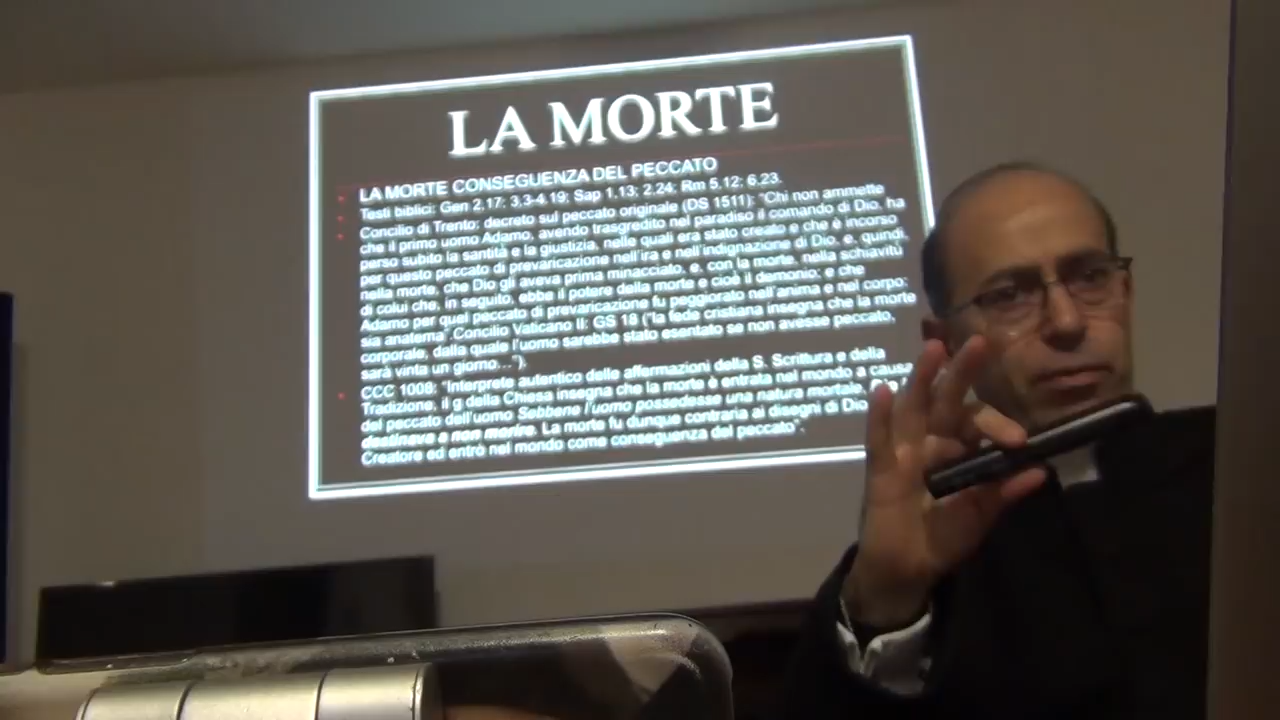 LA MORTE
LA MORTE CONSEGUENZA DEL PECCATO
Testi biblici: Gen 2,17; 3,3-4.19; Sap 1,13; 2,24; Rm 5,12; 6,23.
Concilio di Trento: decreto sul peccato originale (DS 1511): “Chi non ammette
che il primo uomo Adamo, avendo trasgredito nel paradiso il comando di Dio, ha
perso subito la santità e la giustizia, nelle quali era stato creato e che è incorso
per questo peccato di prevaricazione nell'ira e nell'indignazione di Dio, e, quindi,
nella morte, che Dio gli aveva prima minacciato, e, con la morte, nella schiavitù
di colui che, in seguito, ebbe il potere della morte e cioè il demonio; e che
Adamo per quel peccato di prevaricazione fu peggiorato nell'anima e nel corpo:
sia anatema”.Concilio Vaticano II: GS 18 (“la fede cristiana insegna che la morte
corporale, dalla quale l'uomo sarebbe stato esentato se non avesse peccato,
sarà vinta un giorno…”).
CCC 1008: “Interprete autentico delle affermazioni della S. Scrittura e della
Tradizione, il g della Chiesa insegna che la morte è entrata nel mondo a causa
del peccato dell'uomo Sebbene l'uomo possedesse una natura mortale,
destinava a non morire. La morte fu dunque contraria ai disegni di Dio
Creatore ed entrò nel mondo come conseguenza del peccato”.